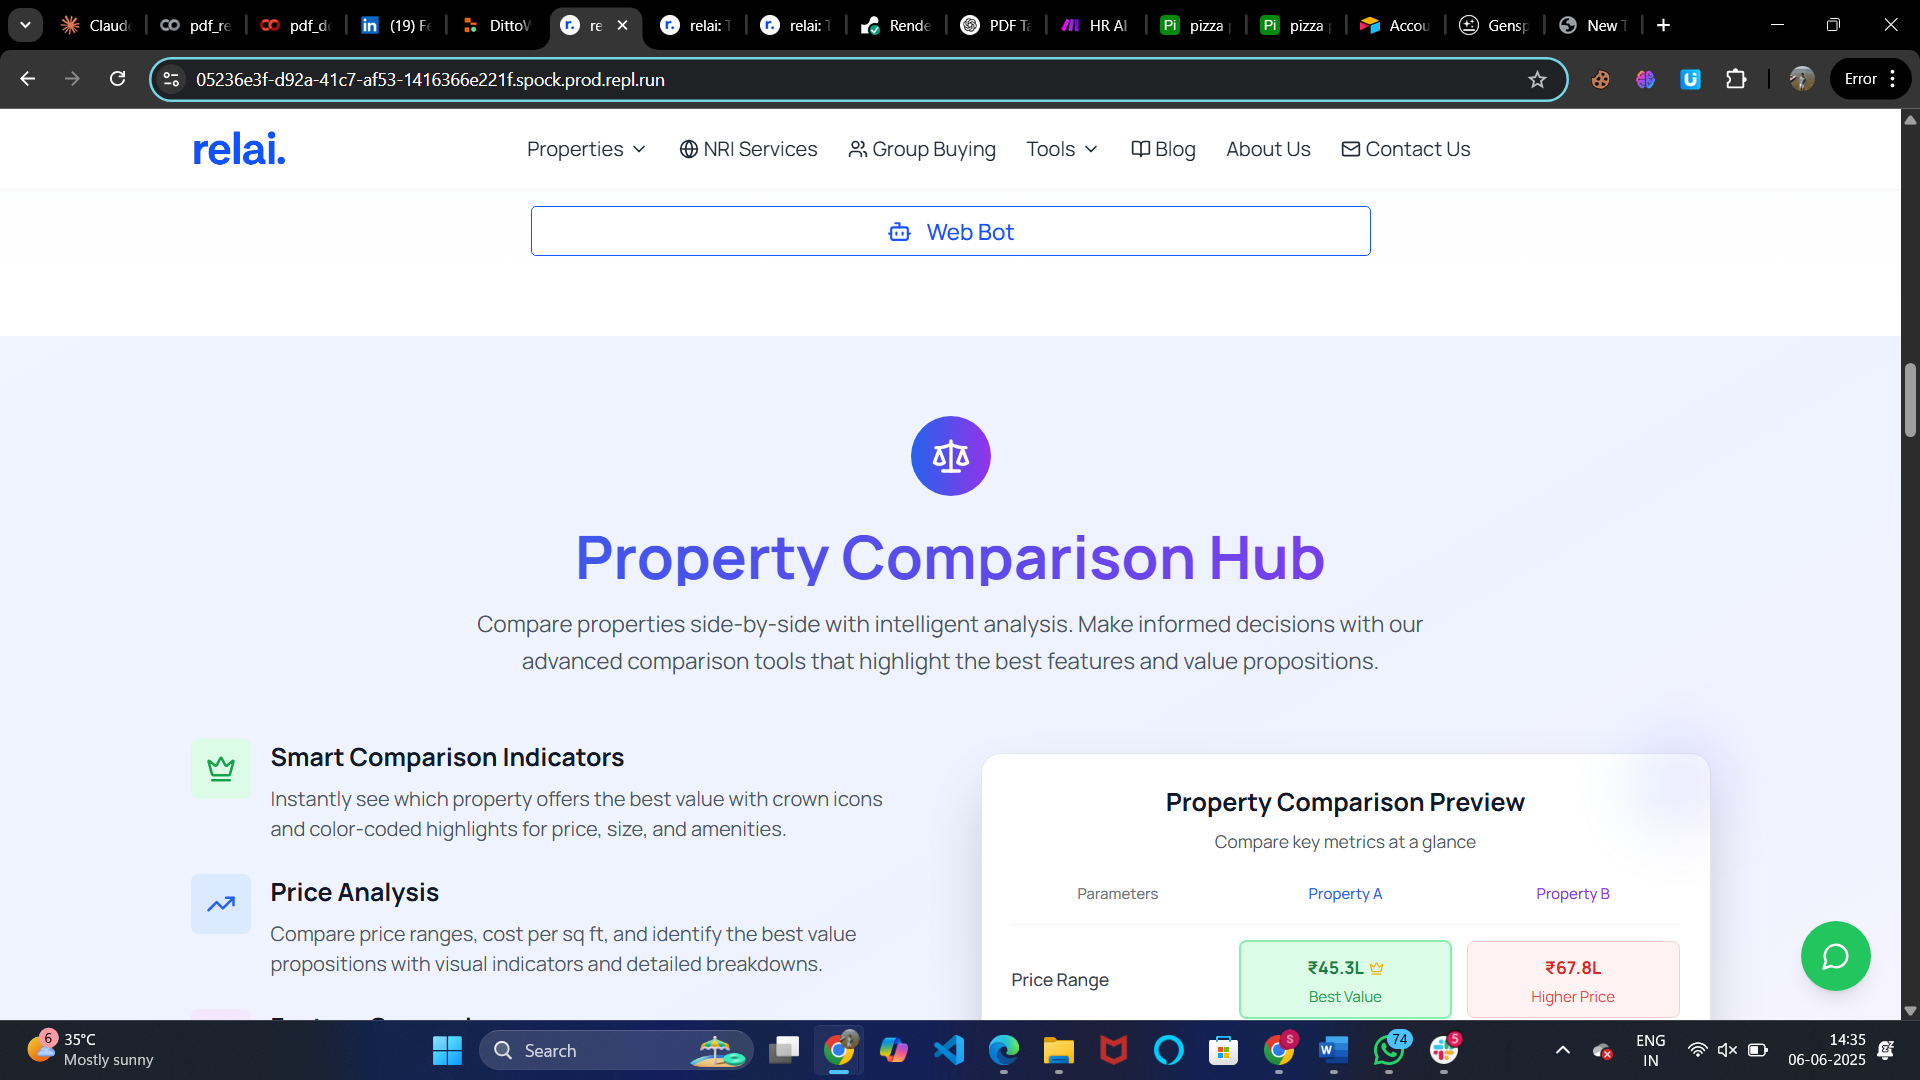 Claude
pdf_re
pdf_do
in (19) Fe
DittoW
r. re
r. relai: T
r. relai: T
Rende
PDF Ta
HR AI
Pi pizza
Pi pizza
Accou
Gensp
New T
05236e3f-d92a-41c7-af53-1416366e221f.spock.prod.repl.run
Error
relai.
Properties
NRI Services
Group Buying
Tools
Blog
About Us
Contact Us
Web Bot
Property Comparison Hub
Compare properties side-by-side with intelligent analysis. Make informed decisions with our
advanced comparison tools that highlight the best features and value propositions.
Smart Comparison Indicators
Instantly see which property offers the best value with crown icons
and color-coded highlights for price, size, and amenities.
Price Analysis
Compare price ranges, cost per sq ft, and identify the best value
propositions with visual indicators and detailed breakdowns.
Property Comparison Preview
Compare key metrics at a glance
Parameters
Property A
Property B
Price Range
₹45.3L
Best Value
₹67.8L
Higher Price
6
35°C
Mostly sunny
Search
S
W
74
5
ENG
IN
14:35
06-06-2025